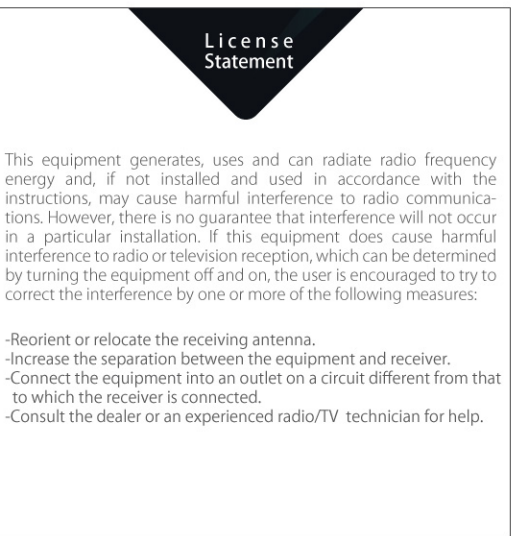 License
Statement
This equipment generates, uses and can radiate radio frequency
energy and, if not installed and used in accordance with the
instructions, may cause harmful interference to radio communica-
tions. However, there is no guarantee that interference will not occur
in a particular installation. If this equipment does cause harmful
interference to radio or television reception, which can be determined
by turning the equipment off and on, the user is encouraged to try to
correct the interference by one or more of the following measures:
-Reorient or relocate the receiving antenna.
-Increase the separation between the equipment and receiver.
-Connect the equipment into an outlet on a circuit different from that
to which the receiver is connected.
-Consult the dealer or an experienced radio/TV technician for help.